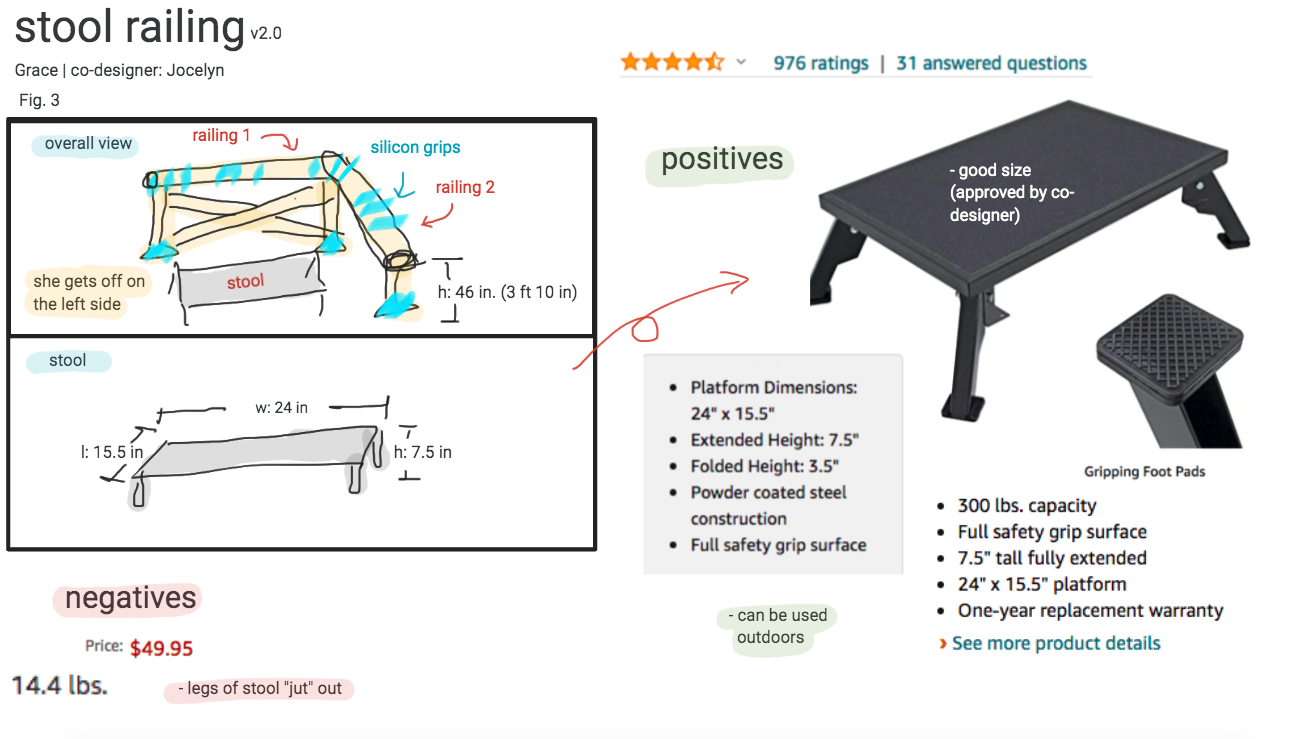 stool railing v2.0
Grace | co-designer: Jocelyn
Fig. 3
overall view
railing 1
silicon grips
railing 2
she gets off on
the left side
stool
h: 46 in. (3 ft 10 in)
stool
w: 24 in
l: 15.5 in
h: 7.5 in
negatives
Price: $49.95
14.4 lbs.
- legs of stool "jut" out
976 ratings | 31 answered questions
positives
- good size
(approved by co-
designer)
• Platform Dimensions:
24" x 15.5"
• Extended Height: 7.5"
• Folded Height: 3.5"
• Powder coated steel
construction
• Full safety grip surface
- can be used
outdoors
Gripping Foot Pads
• 300 lbs. capacity
• Full safety grip surface
• 7.5" tall fully extended
• 24" x 15.5" platform
• One-year replacement warranty
› See more product details